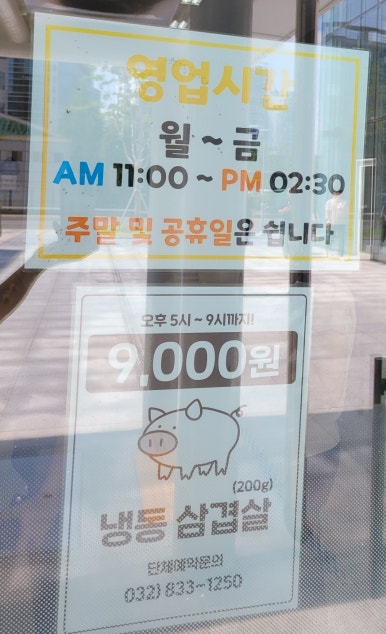 영업시간
월 ~ 금
AM 11:00 ~ PM 02:30
주말 및 공휴일은 쉽니다
오후 5시 ~ 9시까지!
9,000원
(200g)
냉동 삼겹살
단체예약문의
032) 833-1250